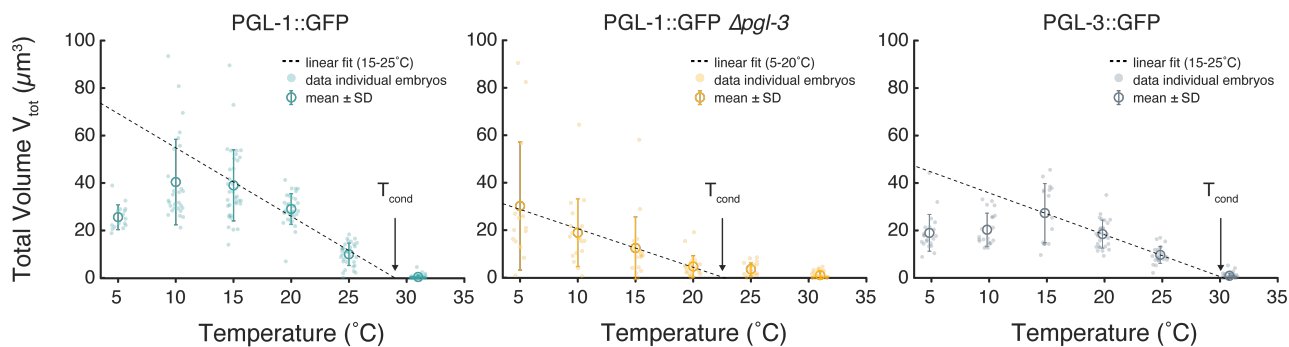 PGL-1::GFP
Total Volume V_tot (µm³)
100
80
60
40
20
0
linear fit (15-25˚C)
data individual embryos
mean ± SD
T_cond
5 10 15 20 25 30 35
Temperature (˚C)
PGL-1::GFP Δpgl-3
100
80
60
40
20
0
linear fit (5-20˚C)
data individual embryos
mean ± SD
T_cond
5 10 15 20 25 30 35
Temperature (˚C)
PGL-3::GFP
100
80
60
40
20
0
linear fit (15-25˚C)
data individual embryos
mean ± SD
T_cond
5 10 15 20 25 30 35
Temperature (˚C)